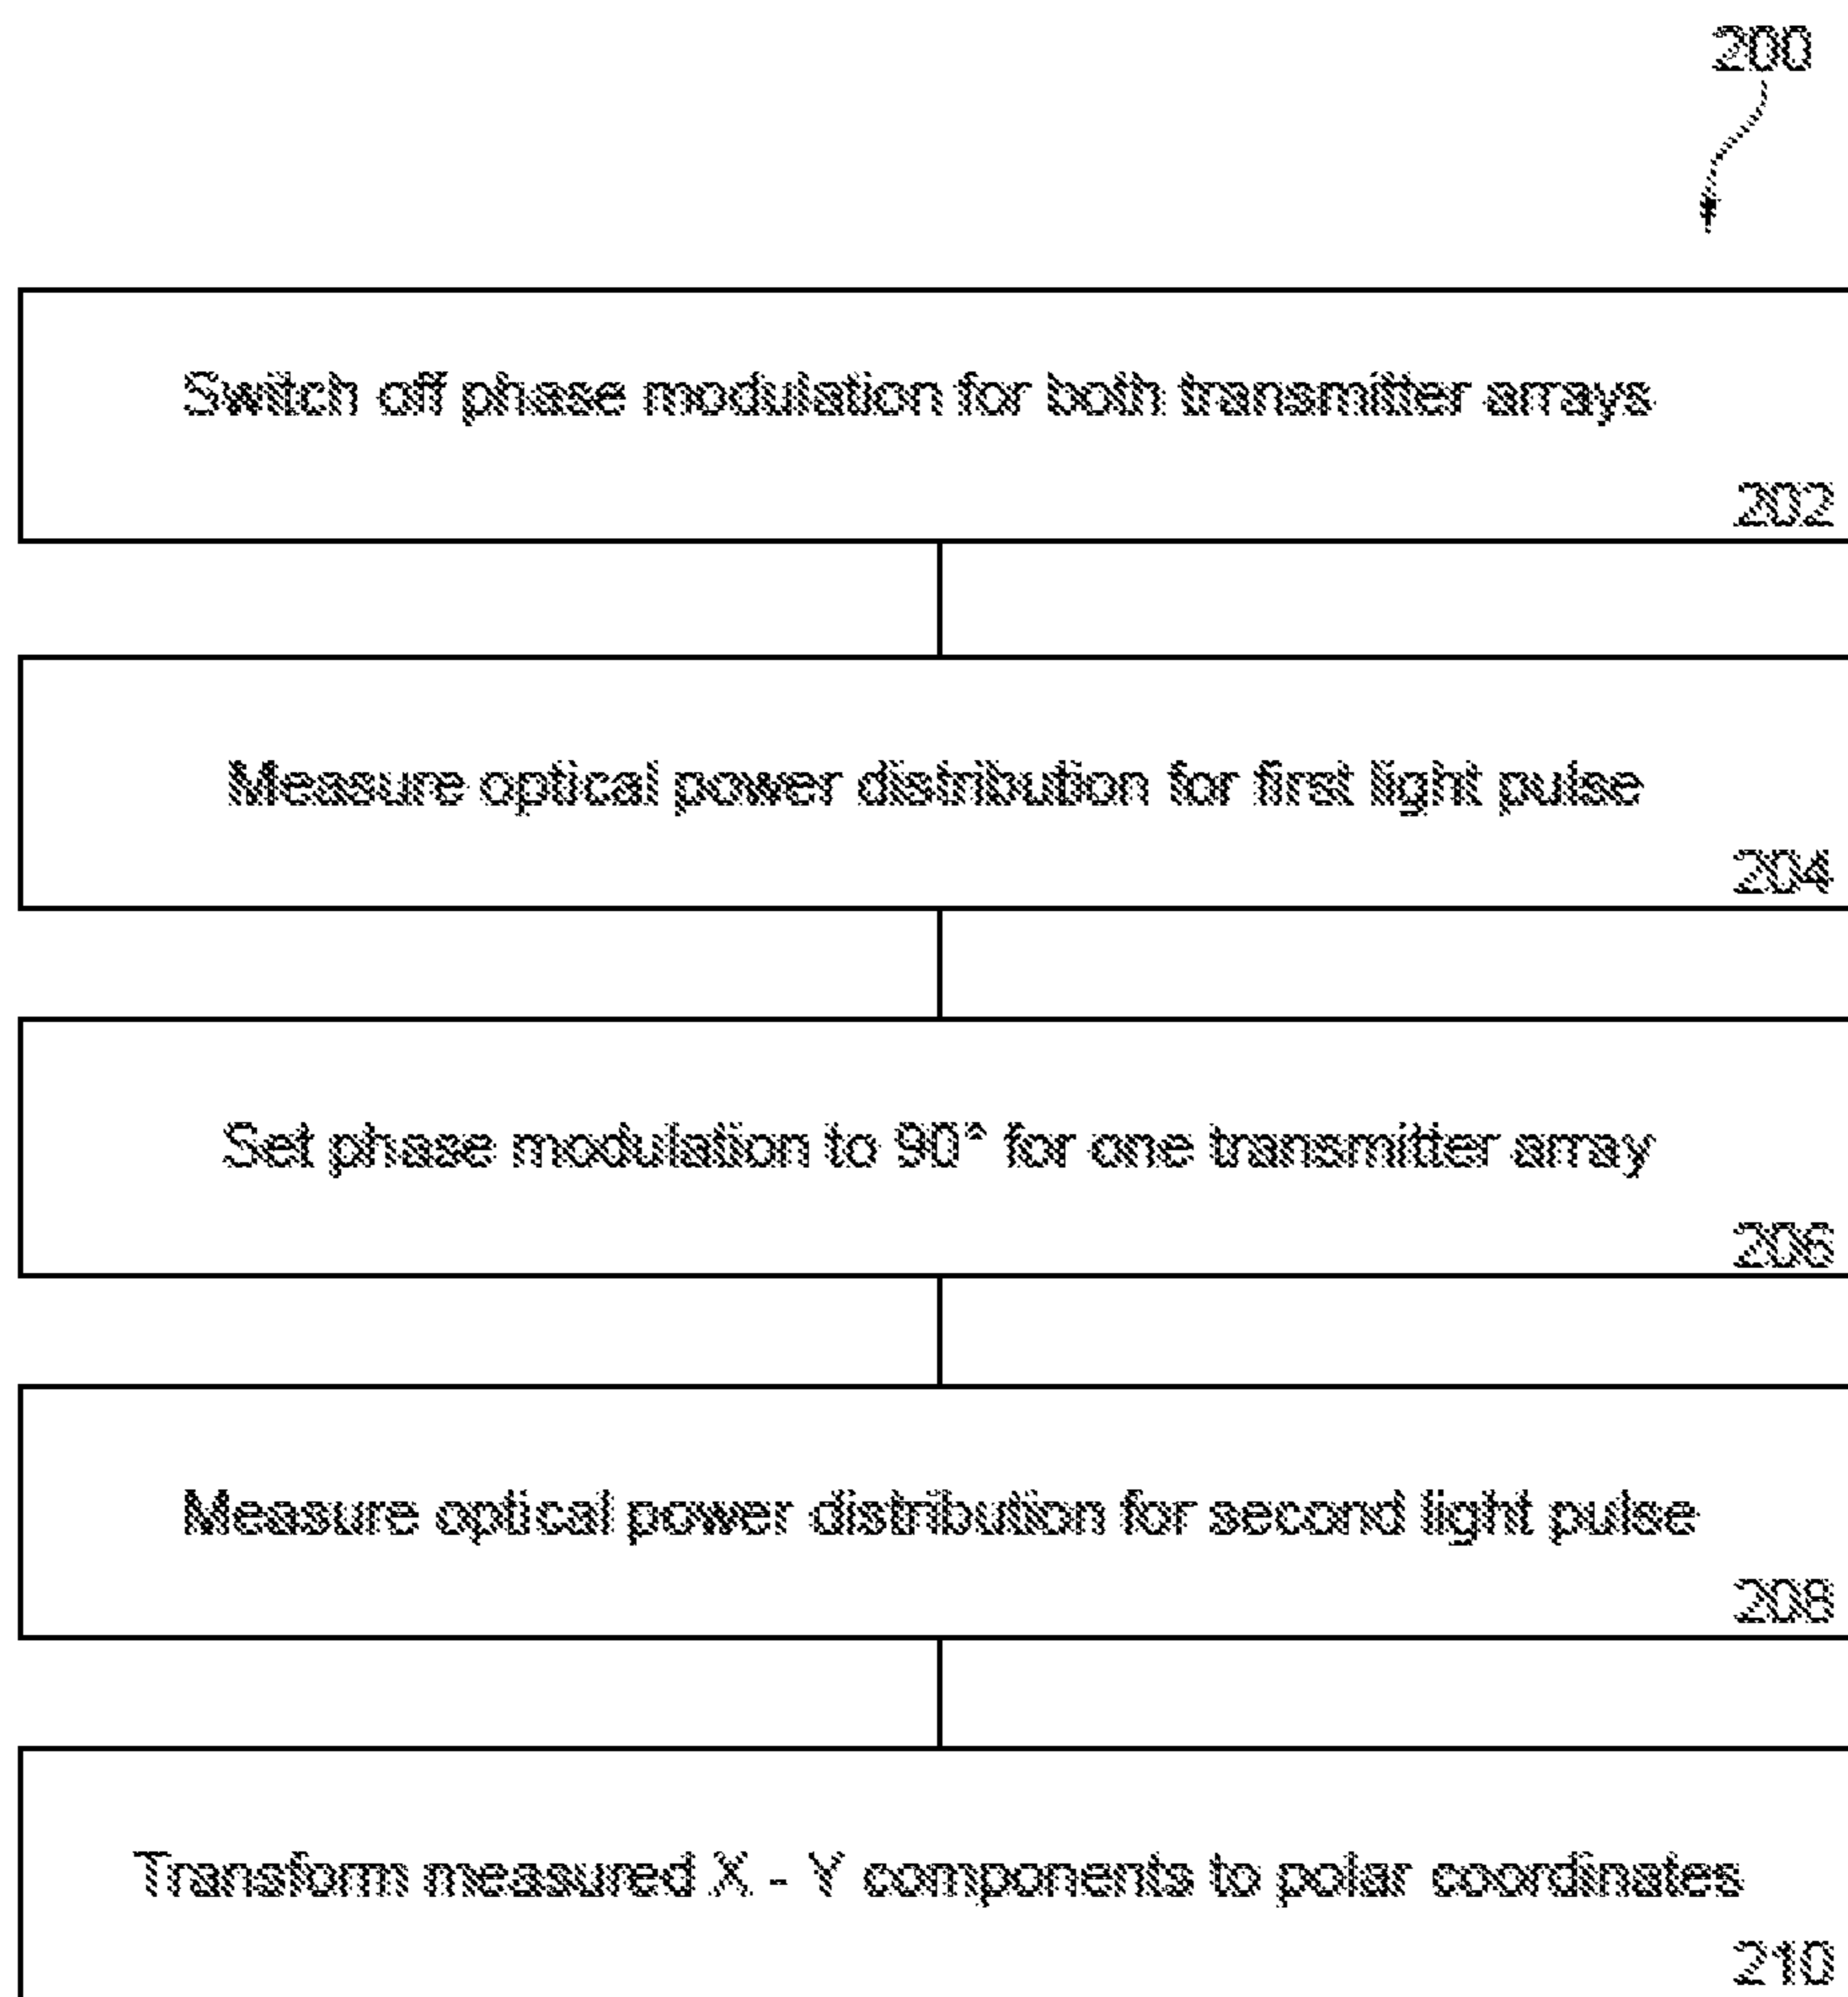 200
Switch off phase modulation for both transmitter arrays
202
Measure optical power distribution for first light pulse
204
Set phase modulation to 90° for one transmitter array
206
Measure optical power distribution for second light pulse
208
Transform measured X - Y components to polar coordinates
210